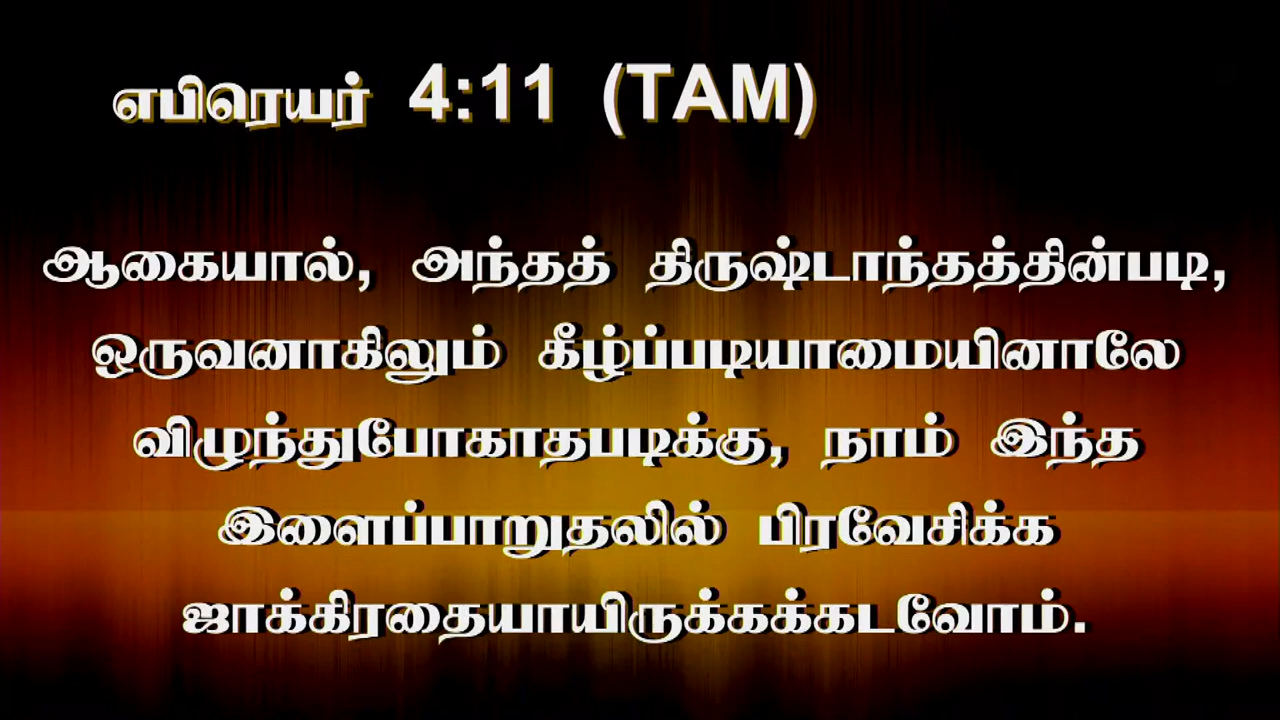 எபிரெயர் 4:11 (TAM)
ஆகையால், அந்தத் திருஷ்டாந்தத்தின்படி,
ஒருவனாகிலும் கீழ்ப்படியாமையினாலே
விழுந்துபோகாதபடிக்கு, நாம் இந்த
இளைப்பாறுதலில் பிரவேசிக்க
ஜாக்கிரதையாயிருக்கக்கடவோம்.